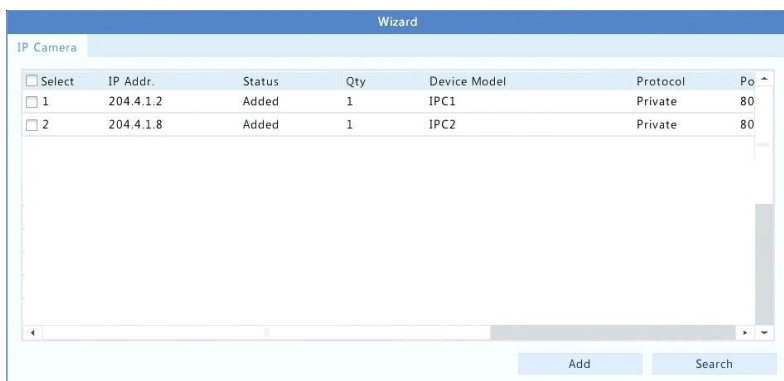 Wizard
IP Camera
Select IP Addr. Status Qty Device Model Protocol Po
1 204.4.1.2 Added 1 IPC1 Private 80
2 204.4.1.8 Added 1 IPC2 Private 80
Add Search